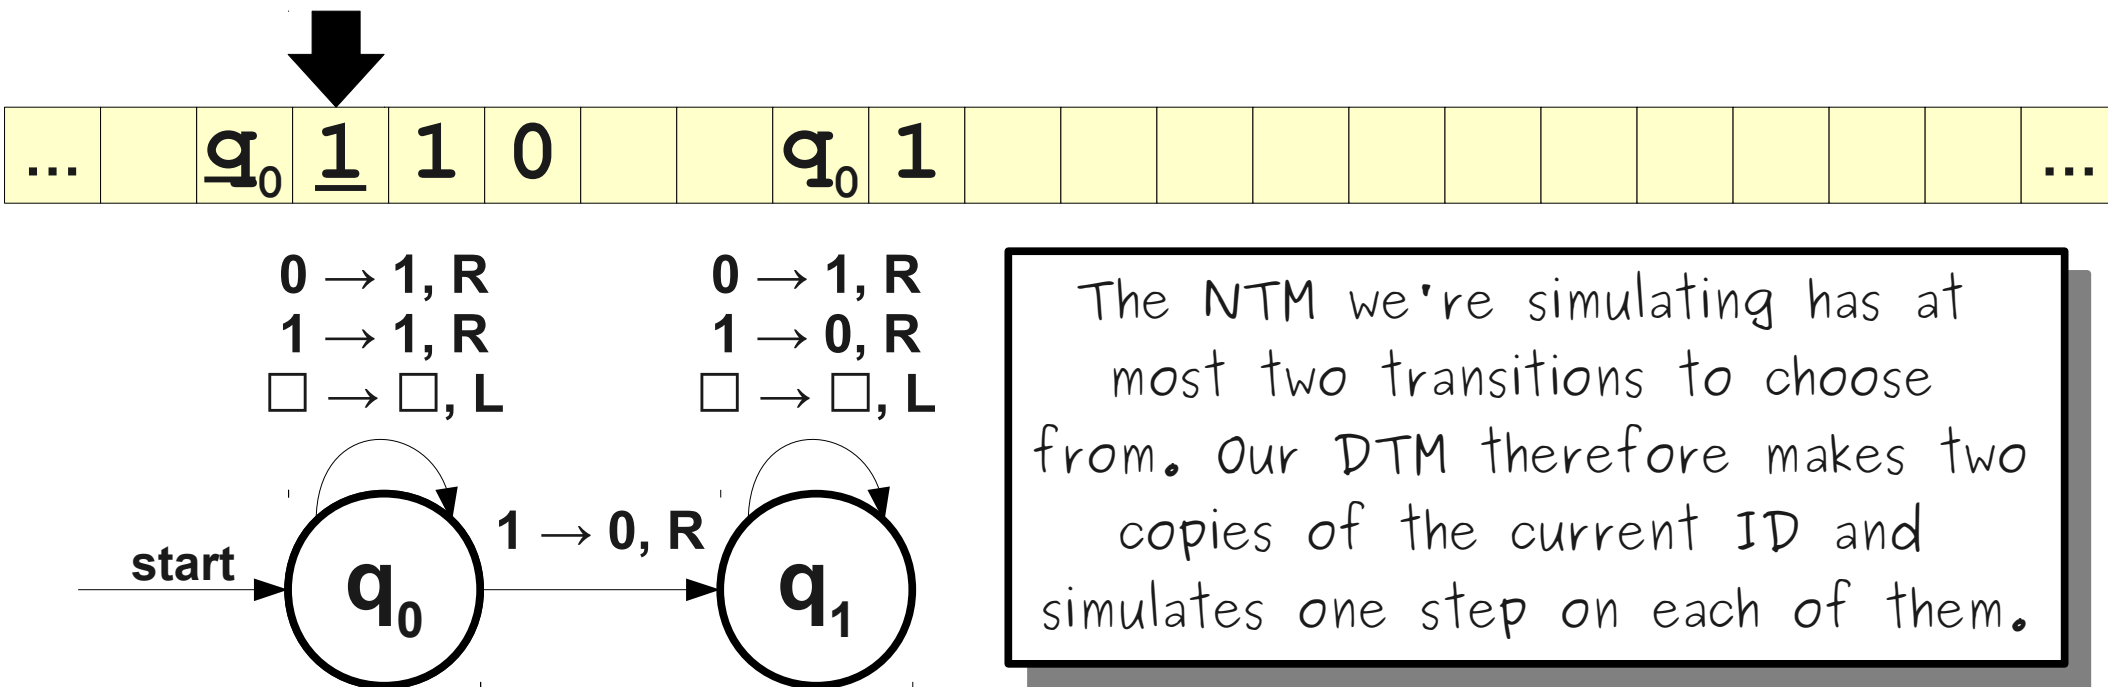 ... q₀ 1 1 0 q₀ 1 ...
0 → 1, R
1 → 1, R
☐ → ☐, L
0 → 1, R
1 → 0, R
☐ → ☐, L
start
q₀
1 → 0, R
q₁
The NTM we're simulating has at
most two transitions to choose
from. Our DTM therefore makes two
copies of the current ID and
simulates one step on each of them.